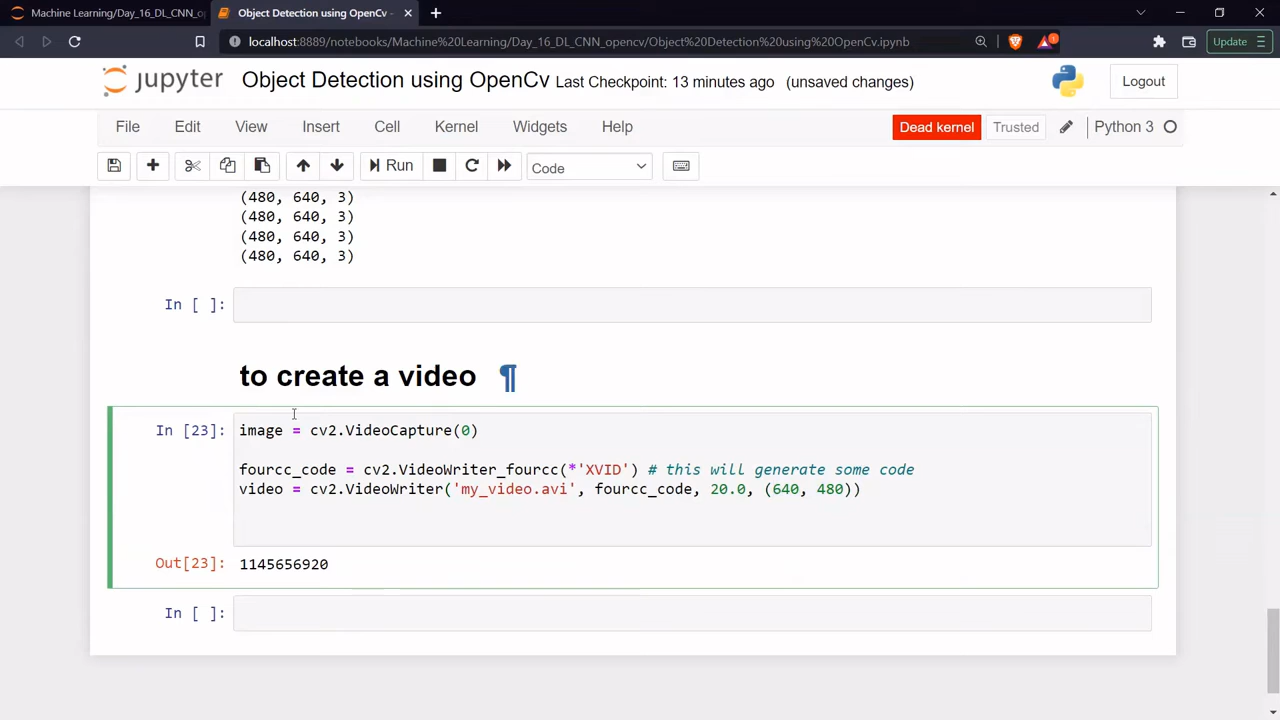 Machine Learning/Day_16_DL_CNN_op
Object Detection using OpenCv -
localhost:8889/notebooks/Machine%20Learning/Day_16_DL_CNN_opencv/Object%20Detection%20using%20OpenCv.ipynb
1
Update
jupyter Object Detection using OpenCv Last Checkpoint: 13 minutes ago (unsaved changes)
Logout
File Edit View Insert Cell Kernel Widgets Help
Dead kernel Trusted Python 3
Run Code
(480, 640, 3)
(480, 640, 3)
(480, 640, 3)
(480, 640, 3)
In [ ]:
to create a video ¶
In [23]: image = cv2.VideoCapture(0)
fourcc_code = cv2.VideoWriter_fourcc(*'XVID') # this will generate some code
video = cv2.VideoWriter('my_video.avi', fourcc_code, 20.0, (640, 480))
Out[23]: 1145656920
In [ ]: